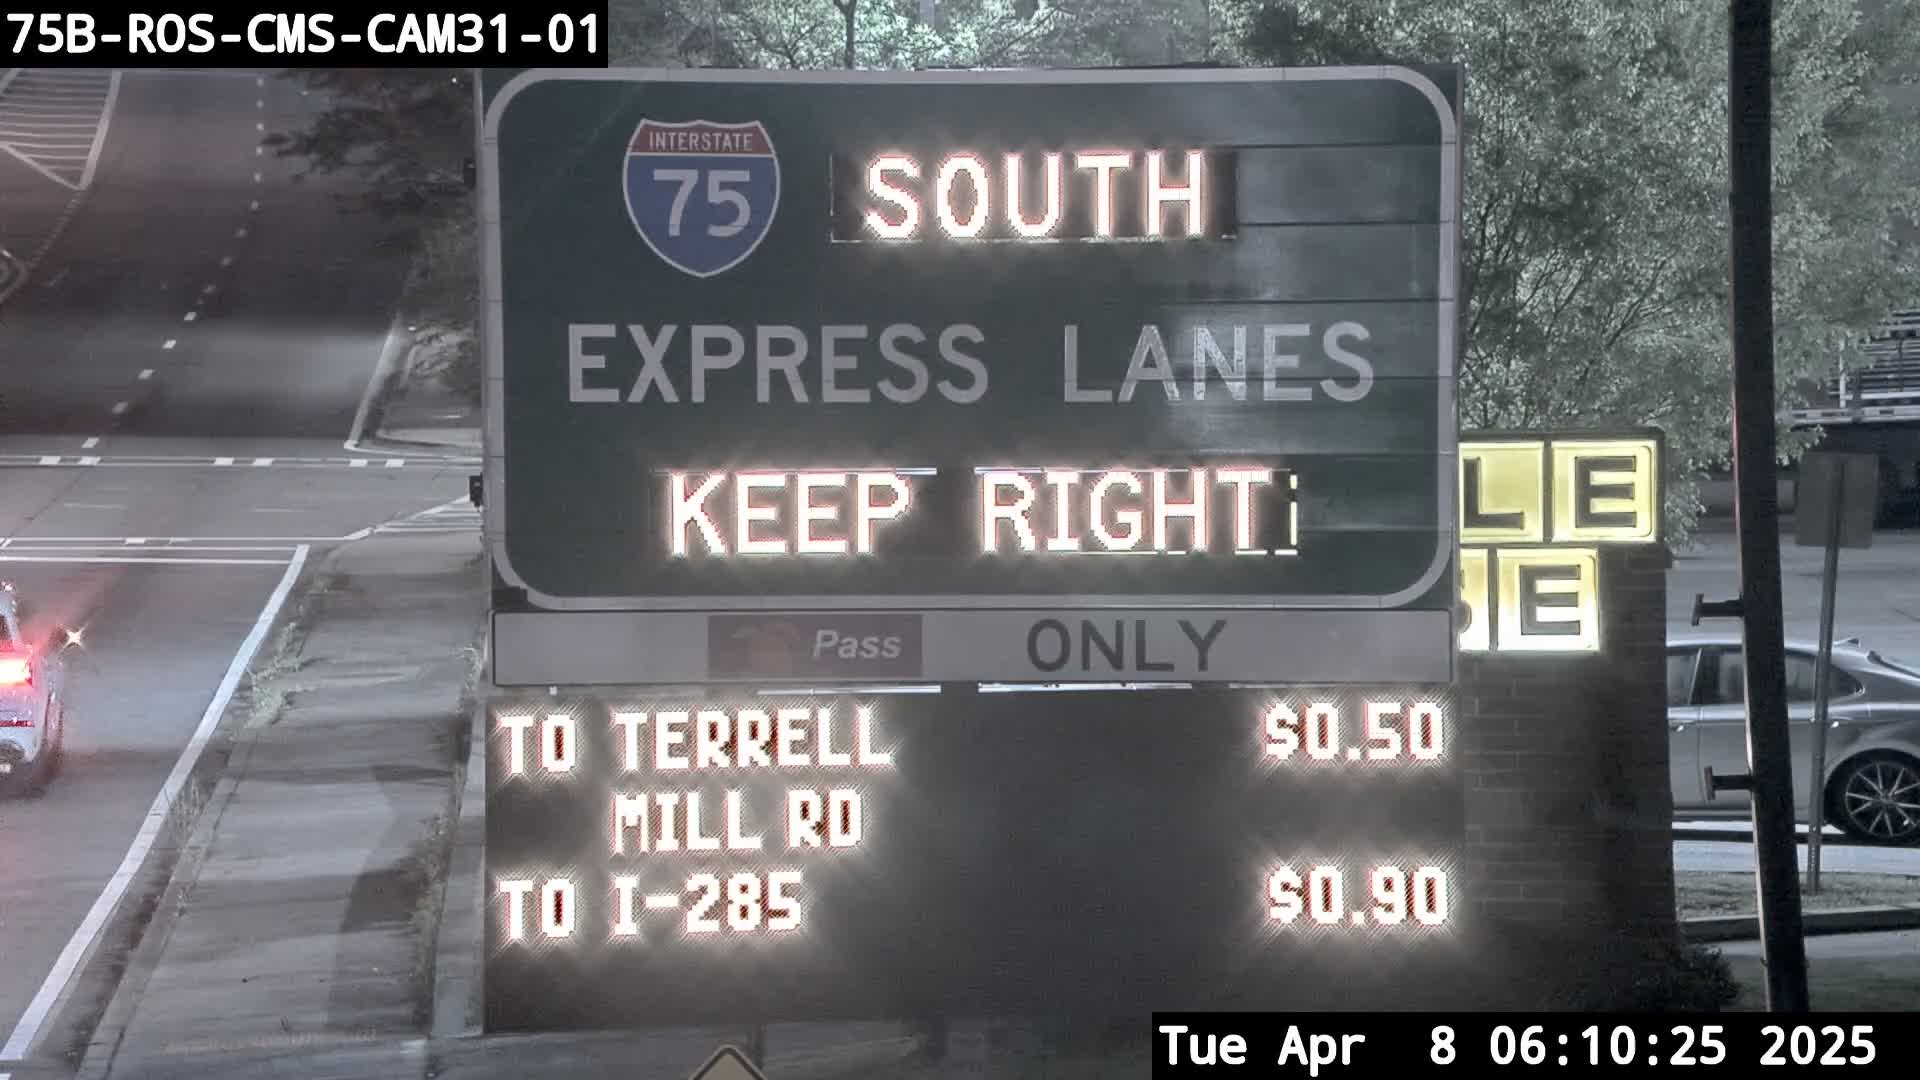 75B-ROS-CMS-CAM31-01
INTERSTATE
75
SOUTH
EXPRESS LANES
KEEP RIGHT
Pass ONLY
TO TERRELL $0.50
MILL RD
TO I-285 $0.90
LE
E
Tue Apr 8 06:10:25 2025